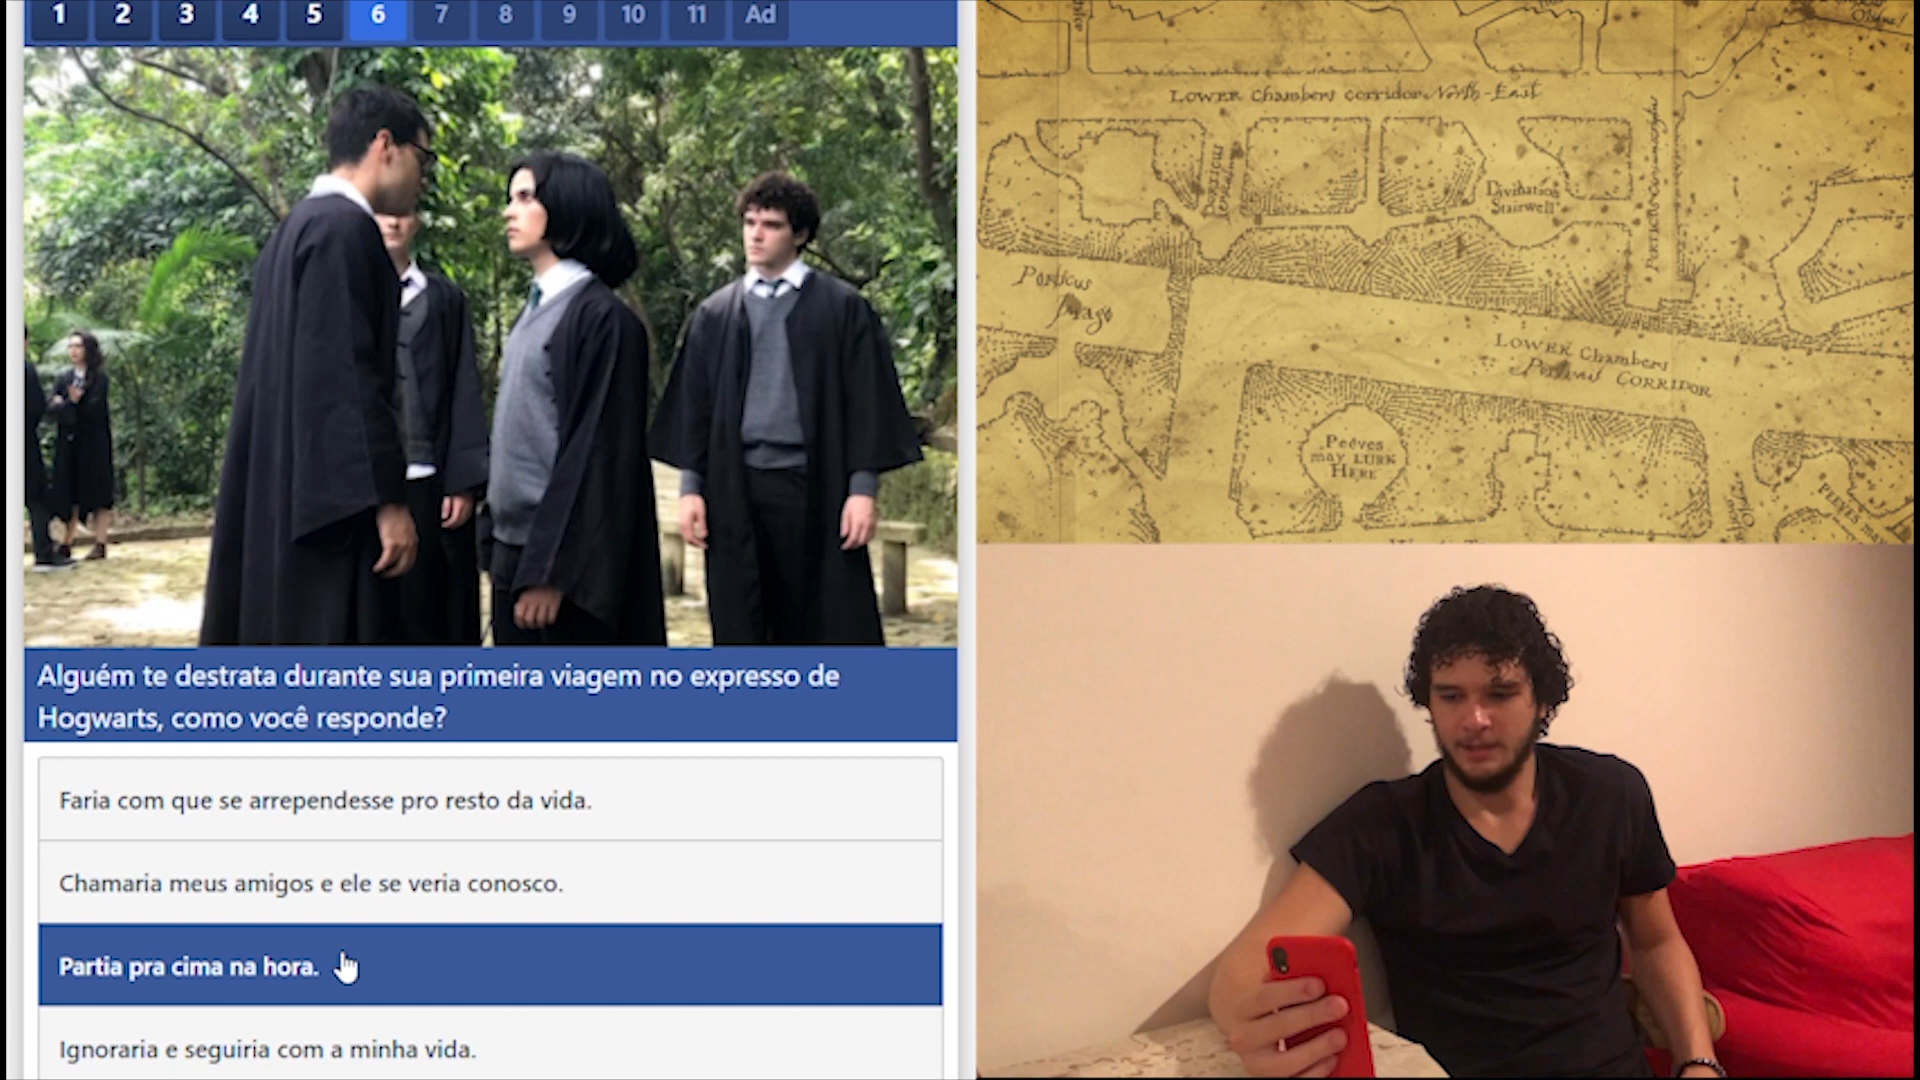 1 2 3 4 5 6 7 8 9 10 11 Ad
Alguém te destrata durante sua primeira viagem no expresso de
Hogwarts, como você responde?
Faria com que se arrependesse pro resto da vida.
Chamaria meus amigos e ele se veria conosco.
Partia pra cima na hora.
Ignoraria e seguiria com a minha vida.
LOWER Chambers corridor North-East
Divination
Stairwell
LOWER Chambers
CORRIDOR
Peeves
may LURK
HERE